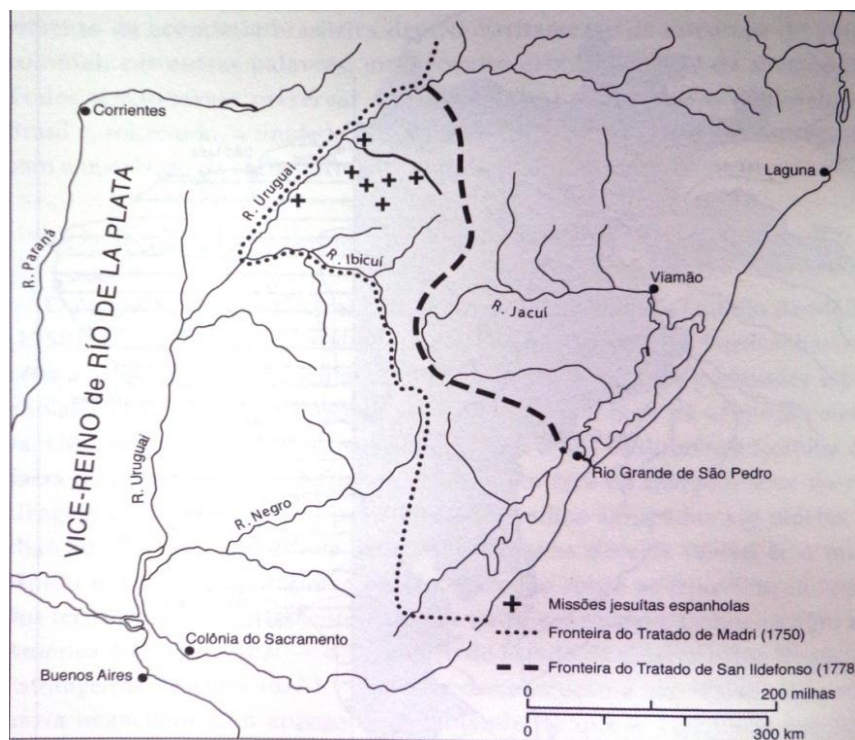 Corrientes
Laguna
R. Uruguai
R. Paraná
R. Ibicuí
Viamão
R. Jacuí
VICE-REINO de RÍO DE LA PLATA
R. Uruguai
Rio Grande de São Pedro
R. Negro
Missões jesuítas espanholas
Colônia do Sacramento
Fronteira do Tratado de Madri (1750)
Buenos Aires
Fronteira do Tratado de San Ildefonso (1778
0 200 milhas
0 300 km